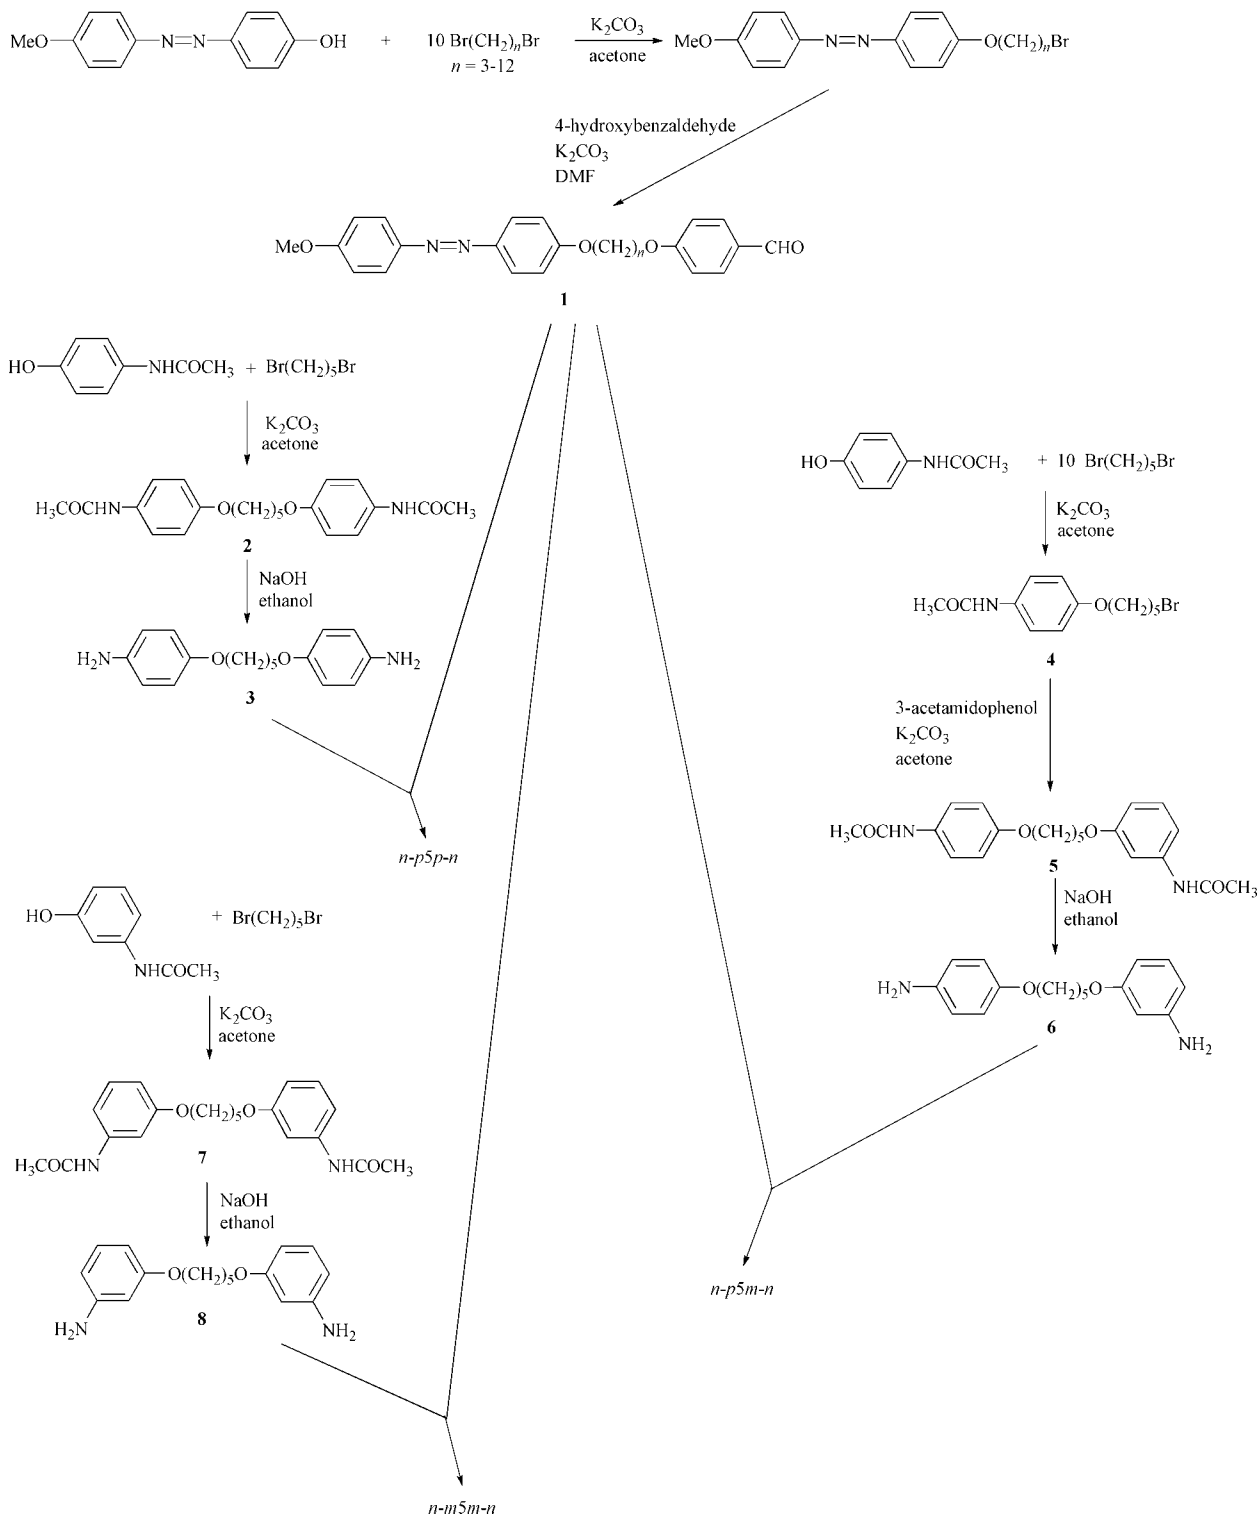 MeO N=N OH + 10 Br(CH₂)ₙBr K₂CO₃ MeO N=N O(CH₂)ₙBr
n = 3-12 acetone
4-hydroxybenzaldehyde
K₂CO₃
DMF
MeO N=N O(CH₂)ₙO CHO
1
HO NHCOCH₃ + Br(CH₂)₅Br
K₂CO₃
acetone
H₃COCHN O(CH₂)₅O NHCOCH₃
2
NaOH
ethanol
H₂N O(CH₂)₅O NH₂
3
n-p5p-n
HO NHCOCH₃ + 10 Br(CH₂)₅Br
K₂CO₃
acetone
H₃COCHN O(CH₂)₅Br
4
3-acetamidophenol
K₂CO₃
acetone
H₃COCHN O(CH₂)₅O
5
NHCOCH₃
NaOH
ethanol
H₂N O(CH₂)₅O
6
NH₂
n-p5m-n
HO + Br(CH₂)₅Br
NHCOCH₃
K₂CO₃
acetone
O(CH₂)₅O
H₃COCHN 7 NHCOCH₃
NaOH
ethanol
O(CH₂)₅O
H₂N 8 NH₂
n-m5m-n